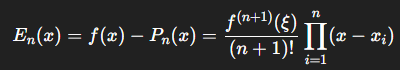 $E_n(x) = f(x) - P_n(x) = \frac{f^{(n+1)}(\xi)}{(n+1)!} \prod_{i=1}^{n} (x - x_i)$